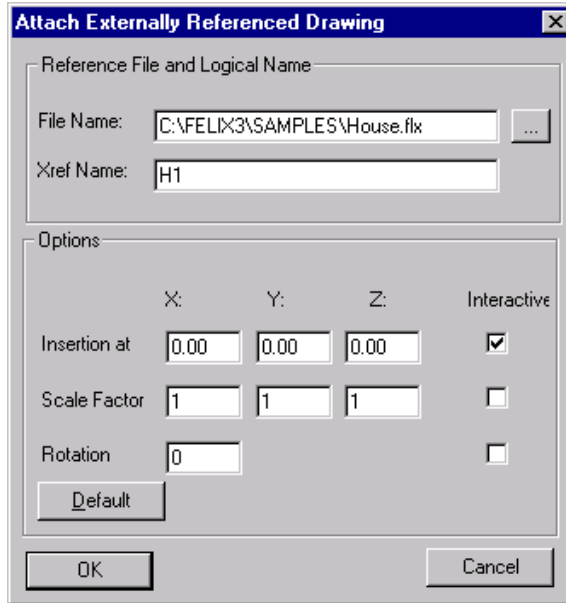 Attach Externally Referenced Drawing
Reference File and Logical Name
File Name: C:\FELIX3\SAMPLES\House.flx ...
Xref Name: H1
Options
X: Y: Z: Interactive
Insertion at 0.00 0.00 0.00
Scale Factor 1 1 1
Rotation 0
Default
OK Cancel